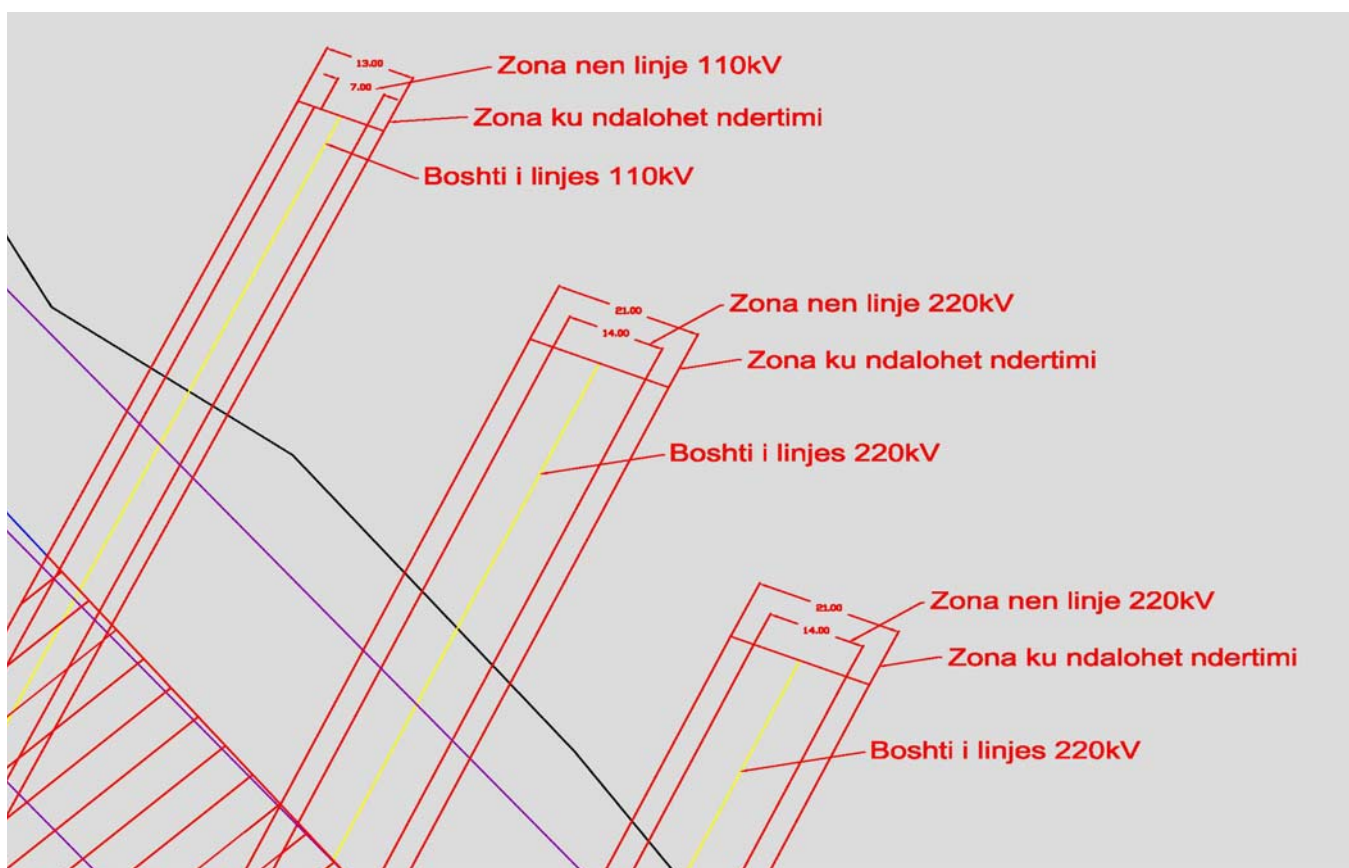 13.00
Zona nen linje 110kV
7.00
Zona ku ndalohet ndertimi
Boshti i linjes 110kV
21.00
Zona nen linje 220kV
14.00
Zona ku ndalohet ndertimi
Boshti i linjes 220kV
21.00
Zona nen linje 220kV
14.00
Zona ku ndalohet ndertimi
Boshti i linjes 220kV